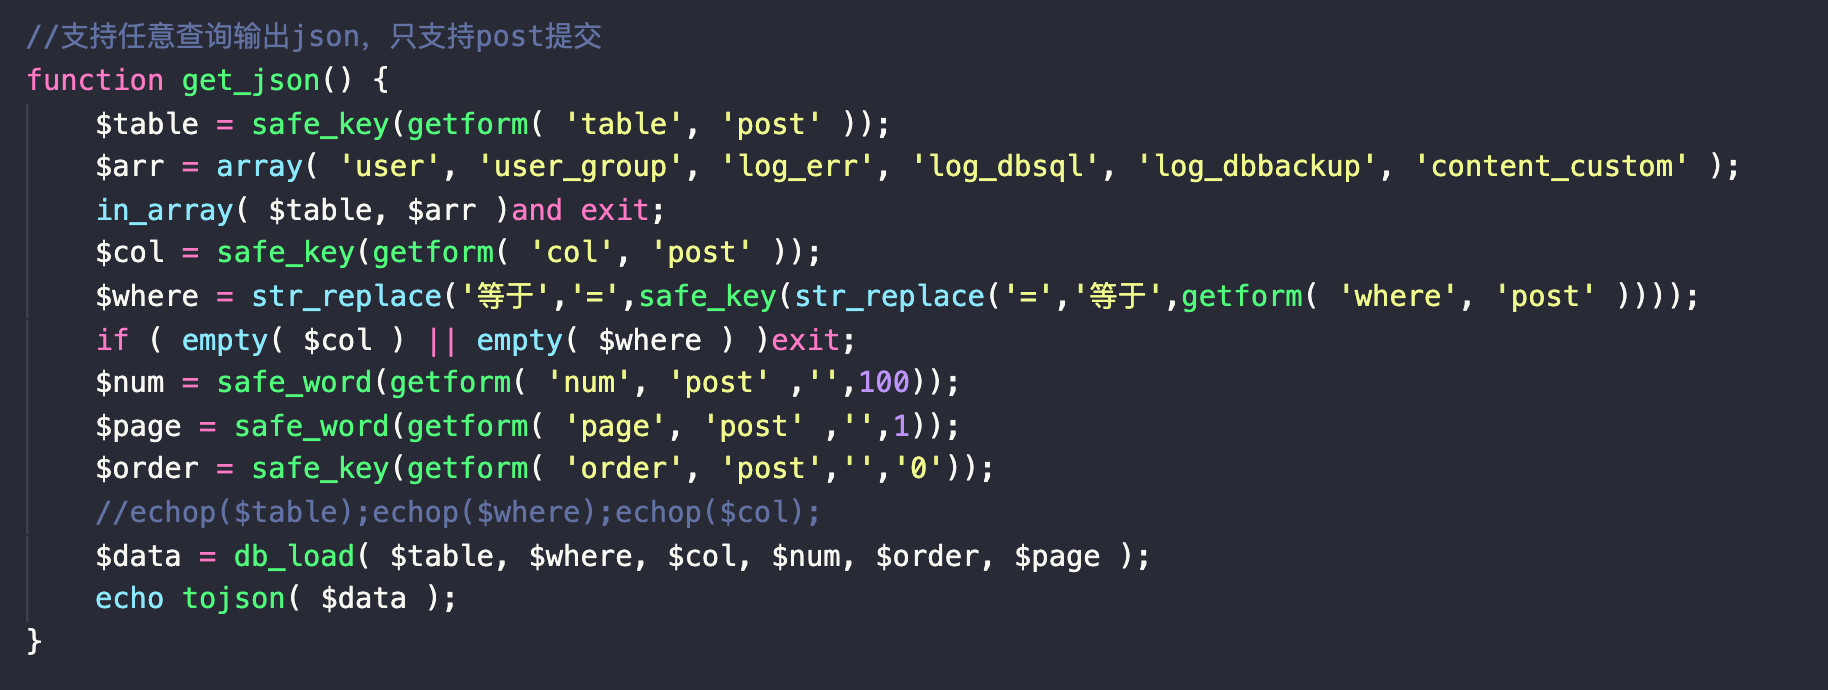 //支持任意查询输出json，只支持post提交
function get_json() {
    $table = safe_key(getform( 'table', 'post' ));
    $arr = array( 'user', 'user_group', 'log_err', 'log_dbsql', 'log_dbbackup', 'content_custom' );
    in_array( $table, $arr )and exit;
    $col = safe_key(getform( 'col', 'post' ));
    $where = str_replace('等于','=',safe_key(str_replace('=','等于',getform( 'where', 'post' ))));
    if ( empty( $col ) || empty( $where ) )exit;
    $num = safe_word(getform( 'num', 'post' ,'',100));
    $page = safe_word(getform( 'page', 'post' ,'',1));
    $order = safe_key(getform( 'order', 'post','','0'));
    //echop($table);echop($where);echop($col);
    $data = db_load( $table, $where, $col, $num, $order, $page );
    echo tojson( $data );
}